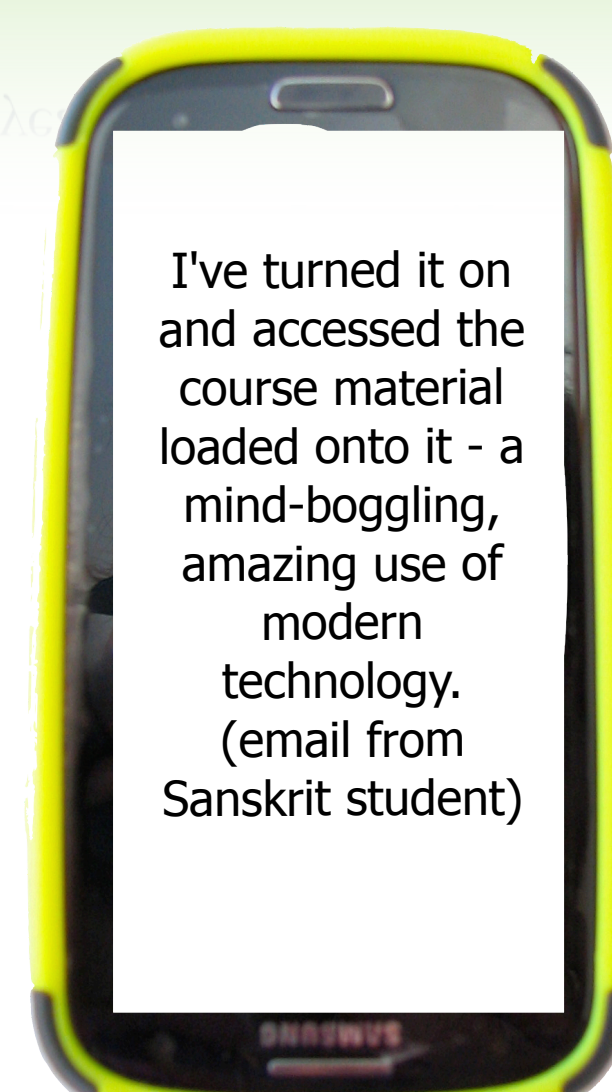 I've turned it on
and accessed the
course material
loaded onto it - a
mind-boggling,
amazing use of
modern
technology.
(email from
Sanskrit student)
SAMSUNG